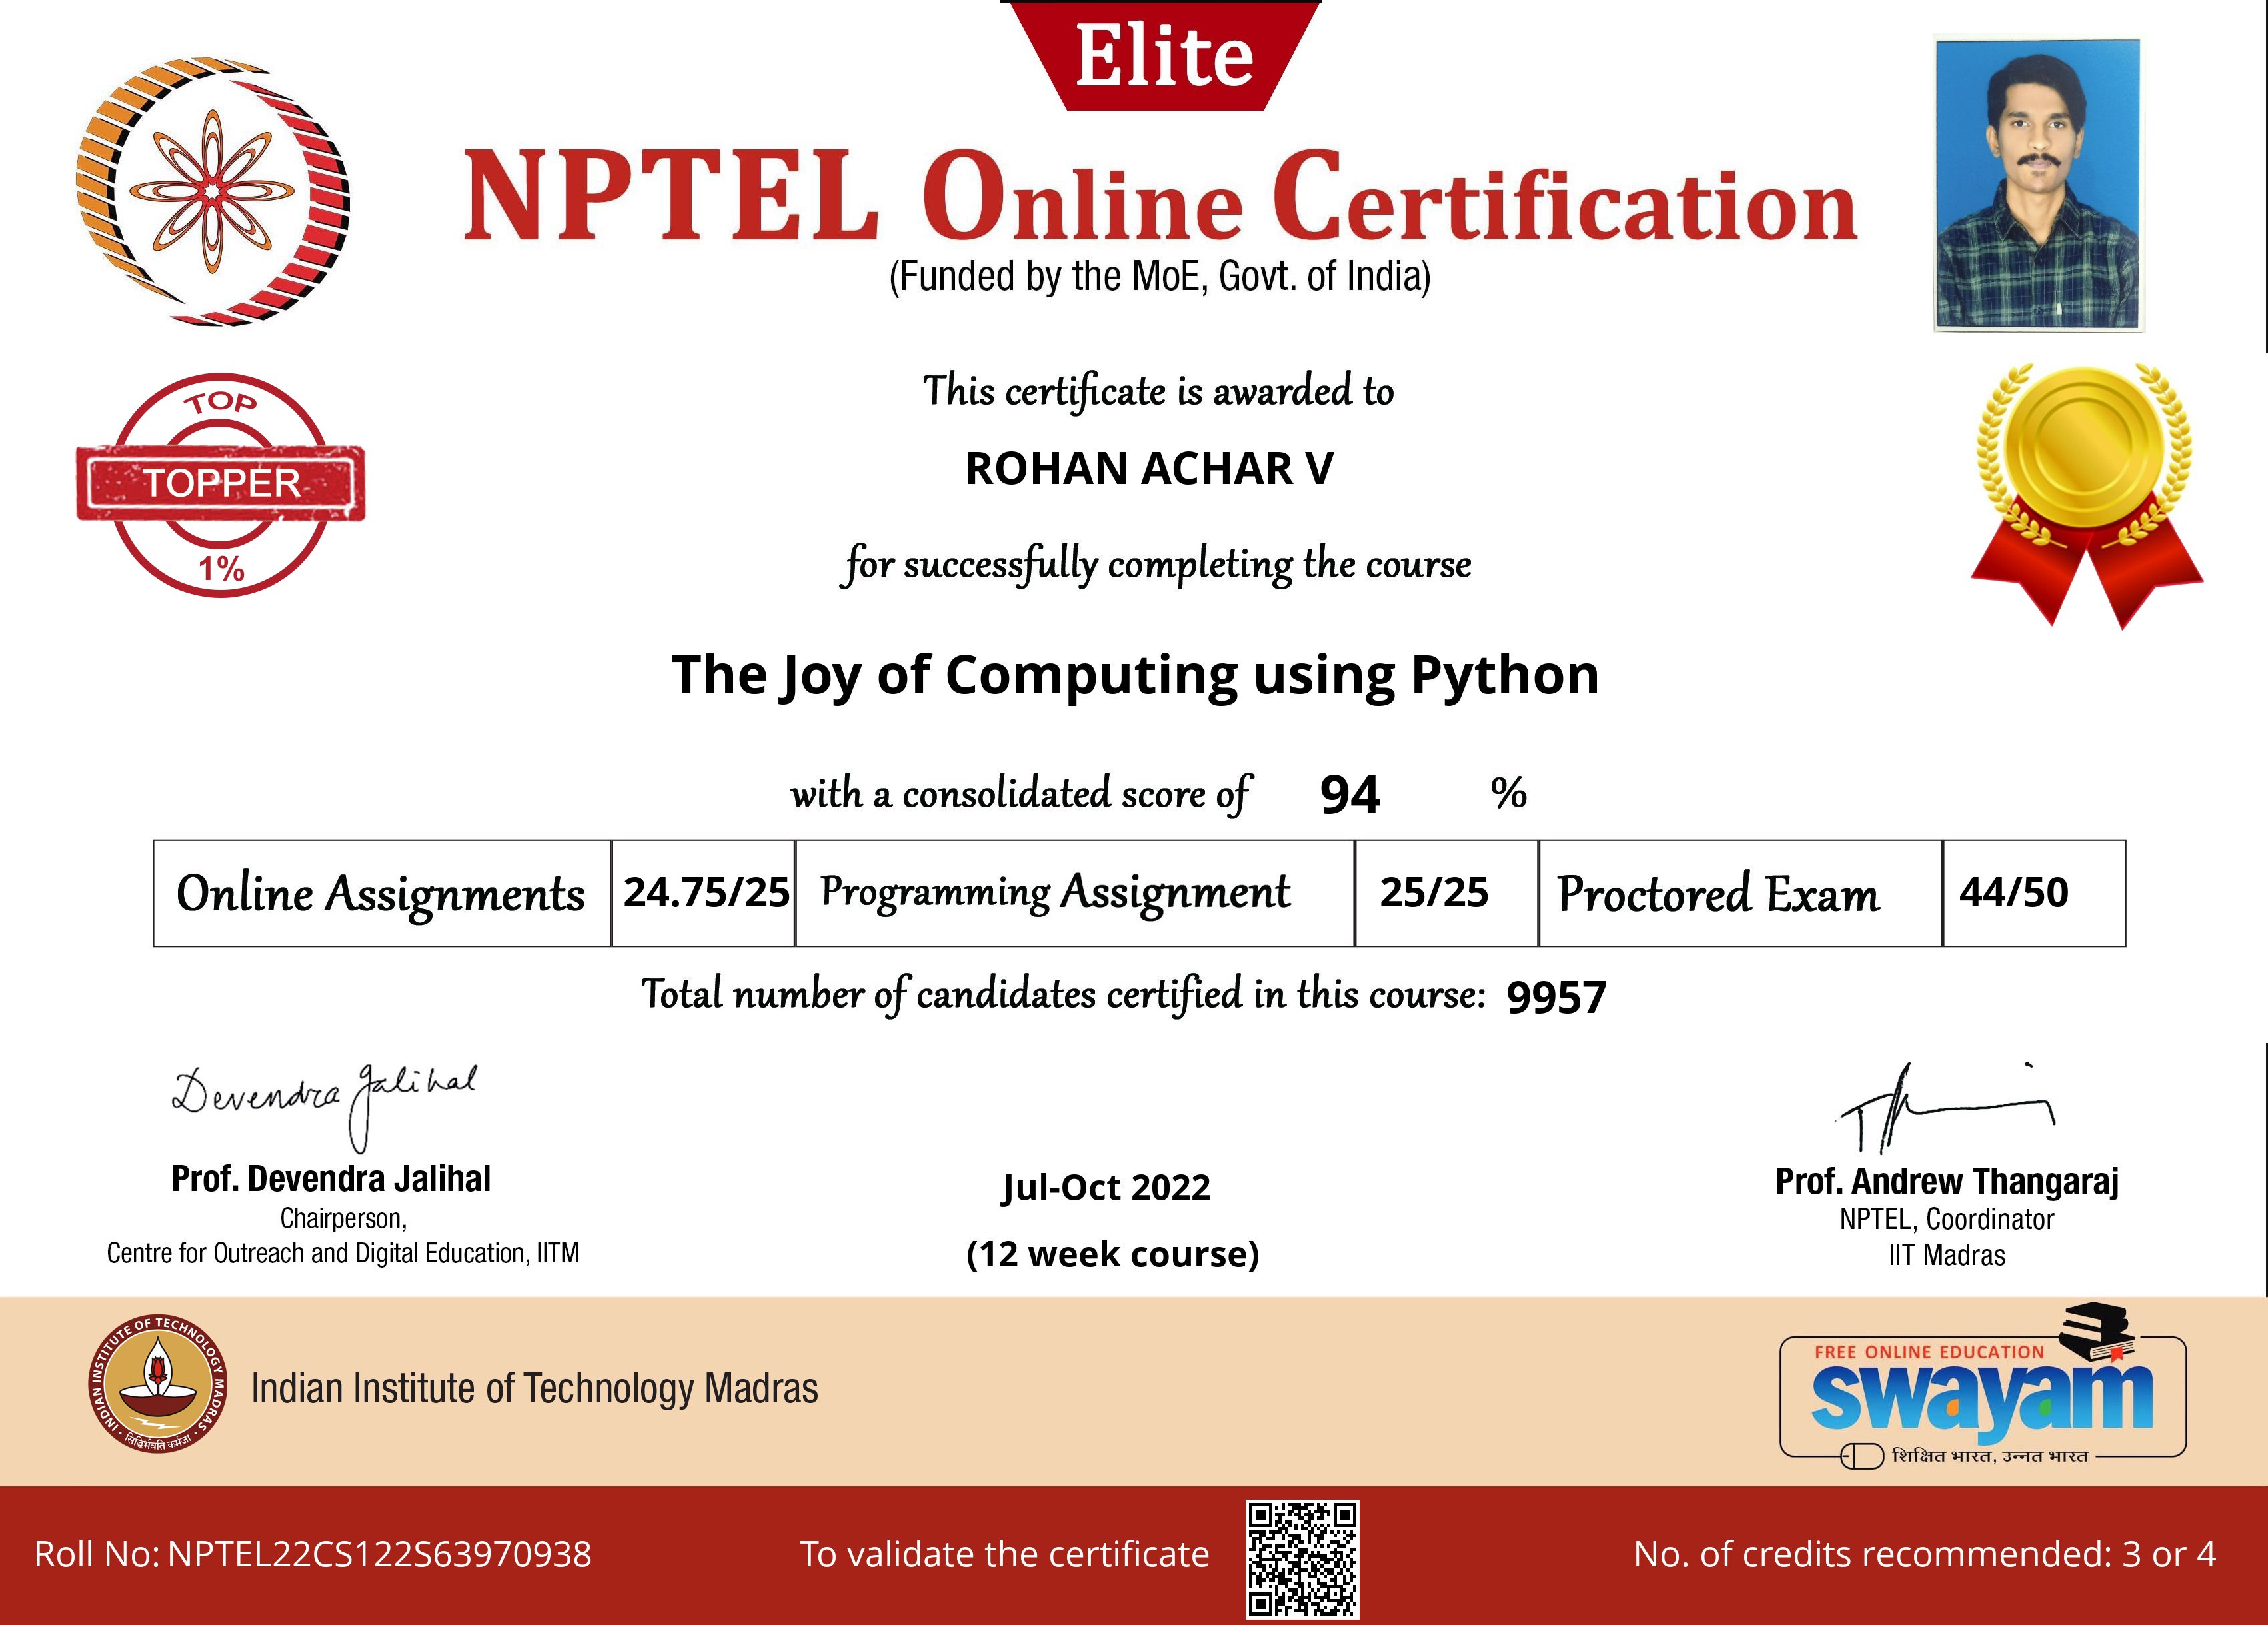 Elite
NPTEL Online Certification
(Funded by the MoE, Govt. of India)
TOP
TOPPER
1%
This certificate is awarded to
ROHAN ACHAR V
for successfully completing the course
The Joy of Computing using Python
with a consolidated score of 94 %
Online Assignments 24.75/25 Programming Assignment 25/25 Proctored Exam 44/50
Total number of candidates certified in this course: 9957
Devendra Jalihal
Prof. Devendra Jalihal
Chairperson,
Centre for Outreach and Digital Education, IITM
Jul-Oct 2022
(12 week course)
Prof. Andrew Thangaraj
NPTEL, Coordinator
IIT Madras
INDIAN INSTITUTE OF TECHNOLOGY MADRAS
सिद्धिर्भवति कर्मजा
Indian Institute of Technology Madras
FREE ONLINE EDUCATION
swayam
शिक्षित भारत, उन्नत भारत
Roll No: NPTEL22CS122S63970938
To validate the certificate
No. of credits recommended: 3 or 4